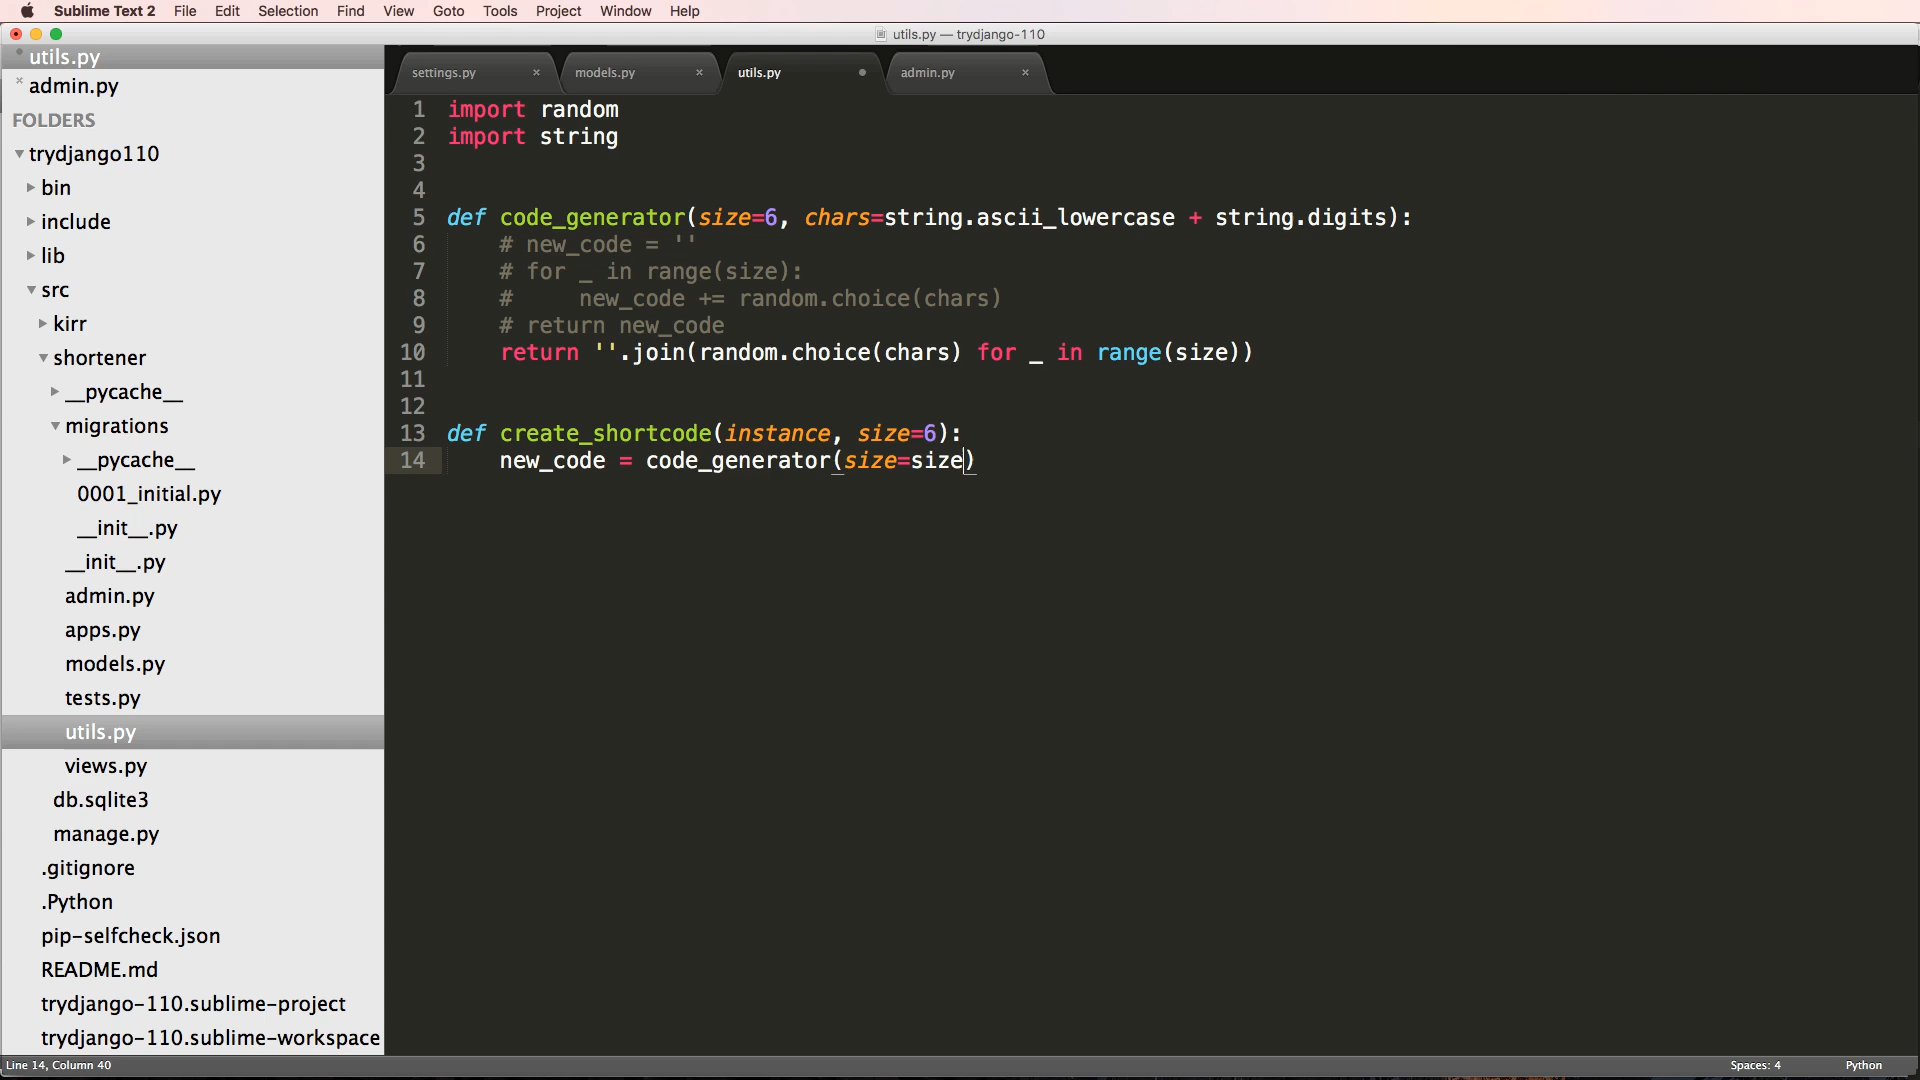 Sublime Text 2 File Edit Selection Find View Goto Tools Project Window Help
utils.py — trydjango-110
utils.py
admin.py
FOLDERS
trydjango110
bin
include
lib
src
kirr
shortener
__pycache__
migrations
__pycache__
0001_initial.py
__init__.py
__init__.py
admin.py
apps.py
models.py
tests.py
utils.py
views.py
db.sqlite3
manage.py
.gitignore
.Python
pip-selfcheck.json
README.md
trydjango-110.sublime-project
trydjango-110.sublime-workspace
settings.py × models.py × utils.py admin.py ×
1 import random
2 import string
3
4
5 def code_generator(size=6, chars=string.ascii_lowercase + string.digits):
6     # new_code = ''
7     # for _ in range(size):
8     #     new_code += random.choice(chars)
9     # return new_code
10     return ''.join(random.choice(chars) for _ in range(size))
11
12
13 def create_shortcode(instance, size=6):
14     new_code = code_generator(size=size)
Line 14, Column 40 Spaces: 4 Python